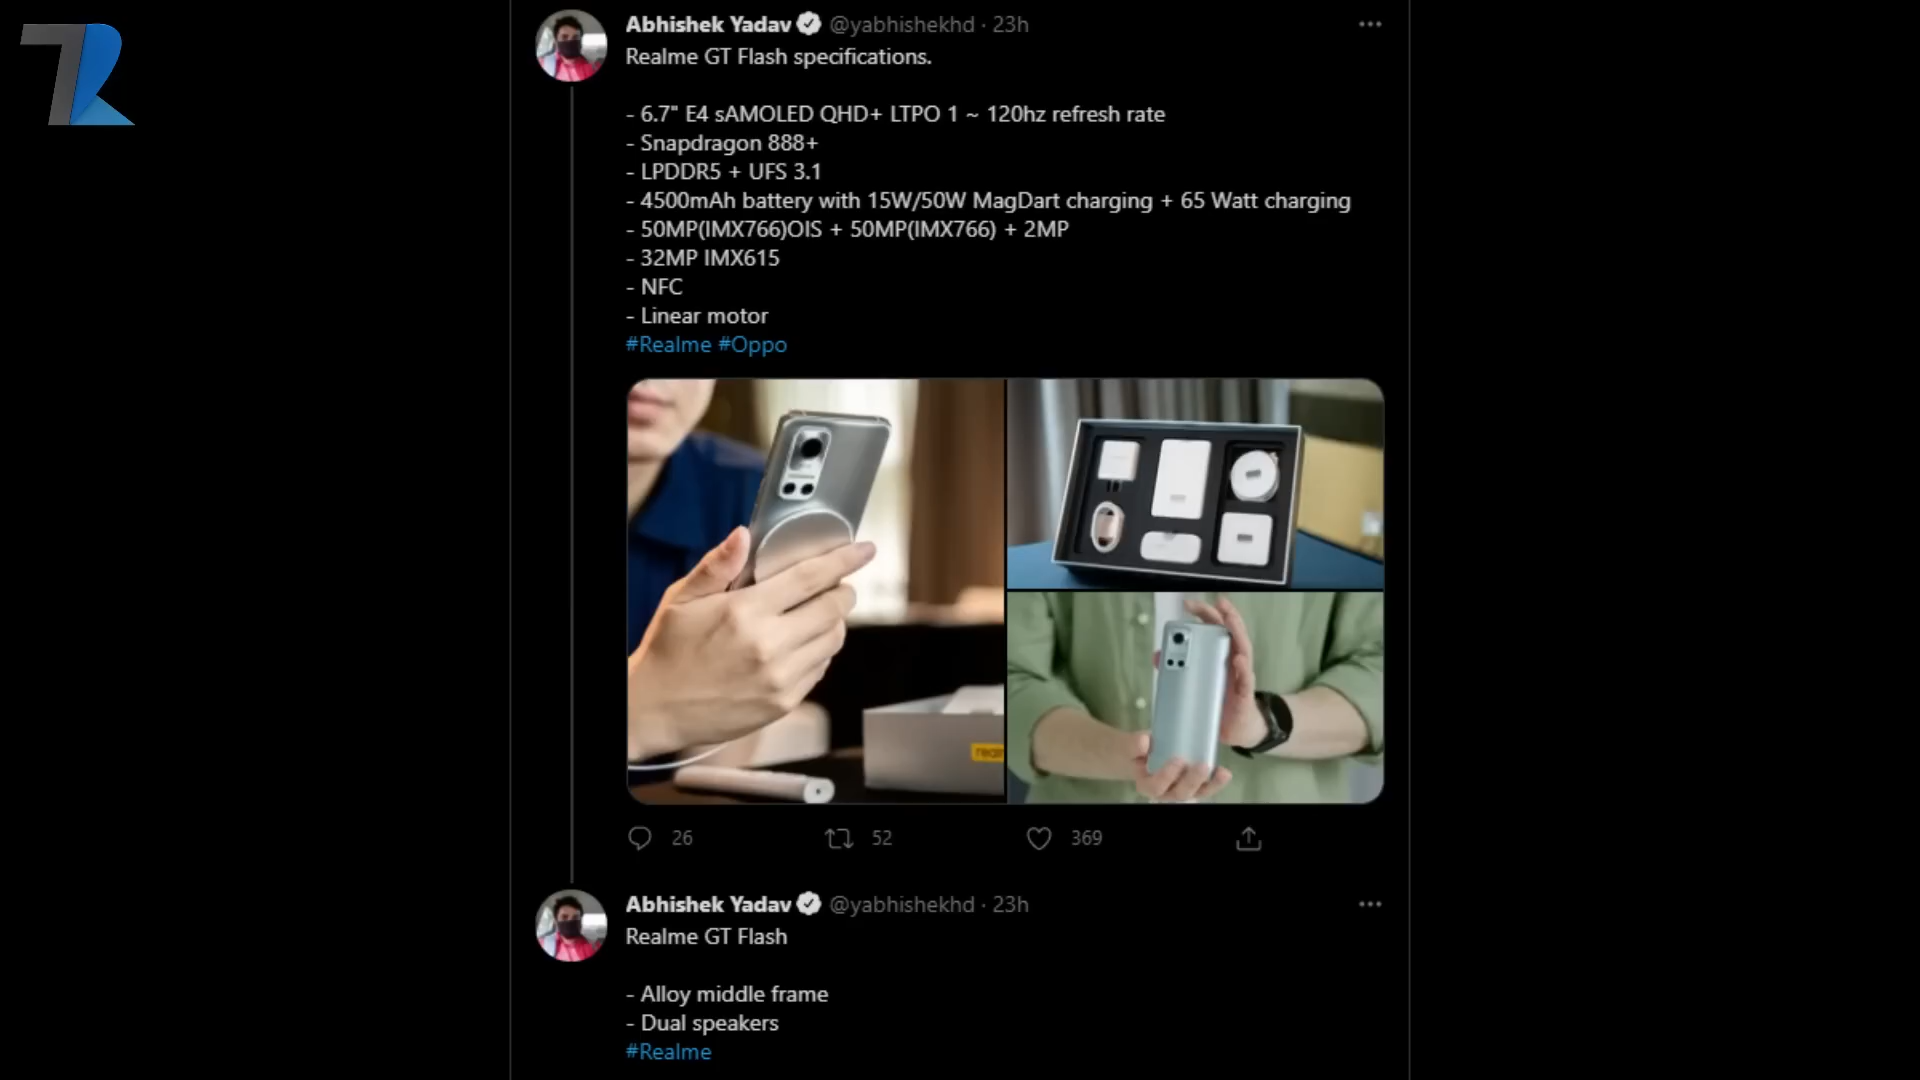 Abhishek Yadav @yabhishekhd · 23h
Realme GT Flash specifications.
- 6.7" E4 sAMOLED QHD+ LTPO 1 ~ 120hz refresh rate
- Snapdragon 888+
- LPDDR5 + UFS 3.1
- 4500mAh battery with 15W/50W MagDart charging + 65 Watt charging
- 50MP(IMX766)OIS + 50MP(IMX766) + 2MP
- 32MP IMX615
- NFC
- Linear motor
#Realme #Oppo
26 52 369
Abhishek Yadav @yabhishekhd · 23h
Realme GT Flash
- Alloy middle frame
- Dual speakers
#Realme